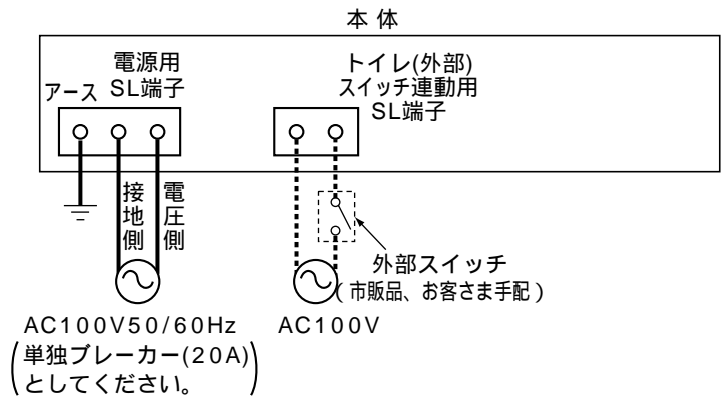 本体
電源用
SL端子
アース
トイレ(外部)
スイッチ連動用
SL端子
接地側
電圧側
外部スイッチ
(市販品、お客さま手配)
AC100V50/60Hz
(単独ブレーカー(20A)
としてください。)
AC100V